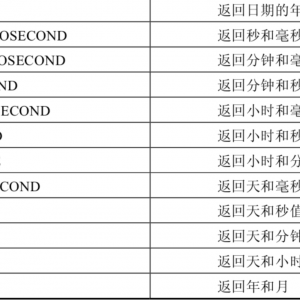 返回日期的年
OSECOND 返回秒和毫秒
OSECOND 返回分钟和毫
ND 返回分钟和秒
SECOND 返回小时和毫
D 返回小时和秒
返回小时和分
COND 返回天和毫秒
返回天和秒值
返回天和分钟
返回天和小时
返回年和月